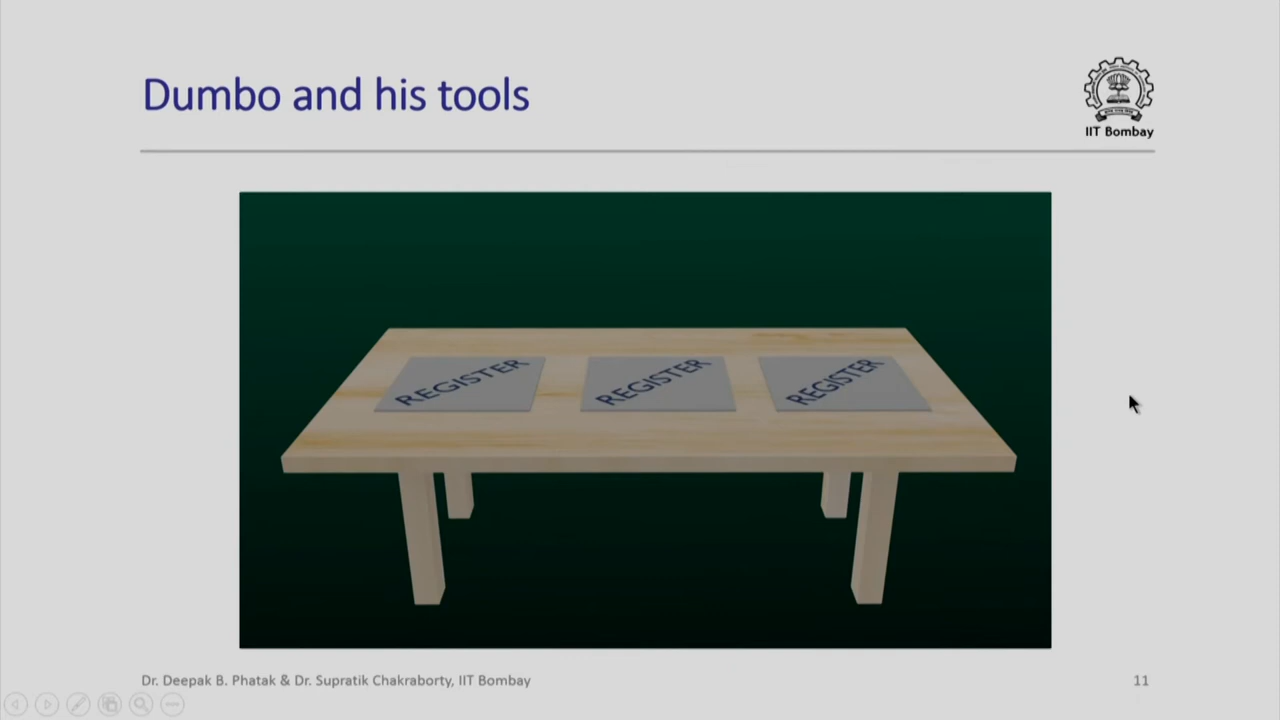 Dumbo and his tools
IIT Bombay
REGISTER
REGISTER
REGISTER
Dr. Deepak B. Phatak & Dr. Supratik Chakraborty, IIT Bombay
11